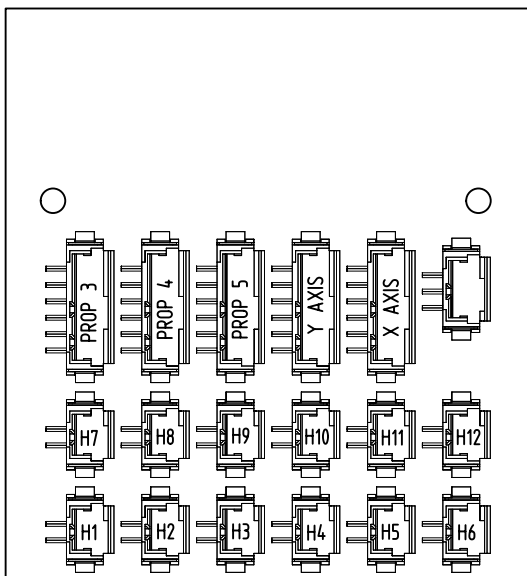 PROP 3
PROP 4
PROP 5
Y AXIS
X AXIS
H7
H8
H9
H10
H11
H12
H1
H2
H3
H4
H5
H6